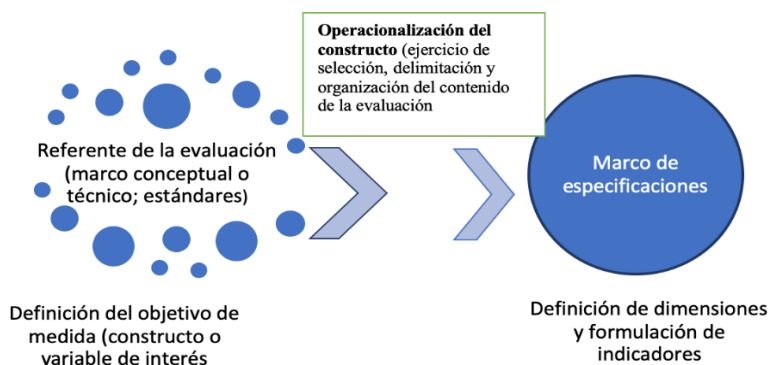 Operacionalización del
constructo (ejercicio de
selección, delimitación y
organización del contenido
de la evaluación
Referente de la evaluación
(marco conceptual o
técnico; estándares)
Marco de
especificaciones
Definición del objetivo de
medida (constructo o
variable de interés
Definición de dimensiones
y formulación de
indicadores